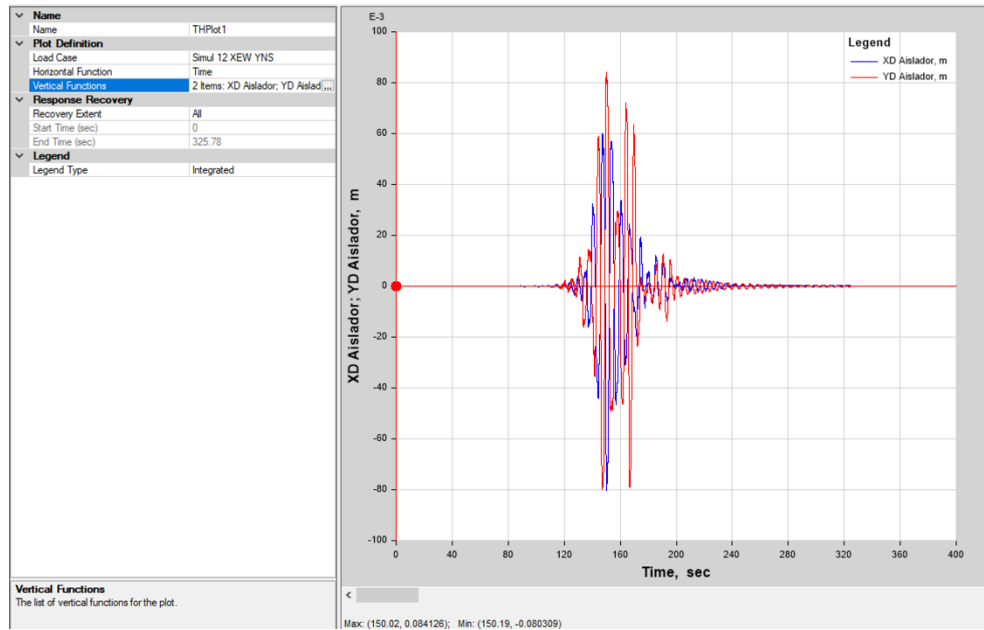 Name
Name THPlot1
Plot Definition
Load Case Simul 12 XEW YNS
Horizontal Function Time
Vertical Functions 2 Items: XD Aislador; YD Aislad ...
Response Recovery
Recovery Extent All
Start Time (sec) 0
End Time (sec) 325.78
Legend
Legend Type Integrated
Vertical Functions
The list of vertical functions for the plot.
E-3
100
80
60
40
20
0
-20
-40
-60
-80
-100
XD Aislador; YD Aislador, m
Legend
XD Aislador, m
YD Aislador, m
0 40 80 120 160 200 240 280 320 360 400
Time, sec
Max: (150.02, 0.084126); Min: (150.19, -0.080309)